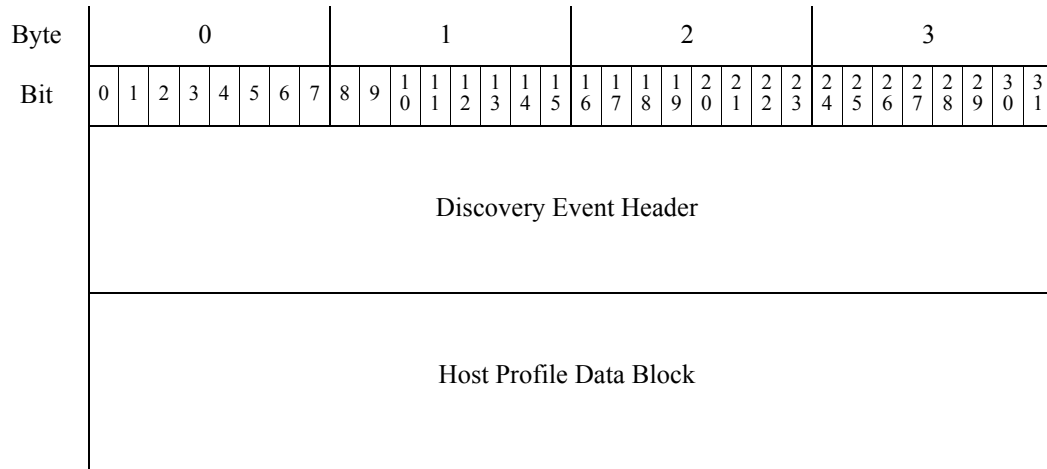 Byte 0 1 2 3
Bit 0 1 2 3 4 5 6 7 8 9 10 11 12 13 14 15 16 17 18 19 20 21 22 23 24 25 26 27 28 29 30 31
Discovery Event Header
Host Profile Data Block